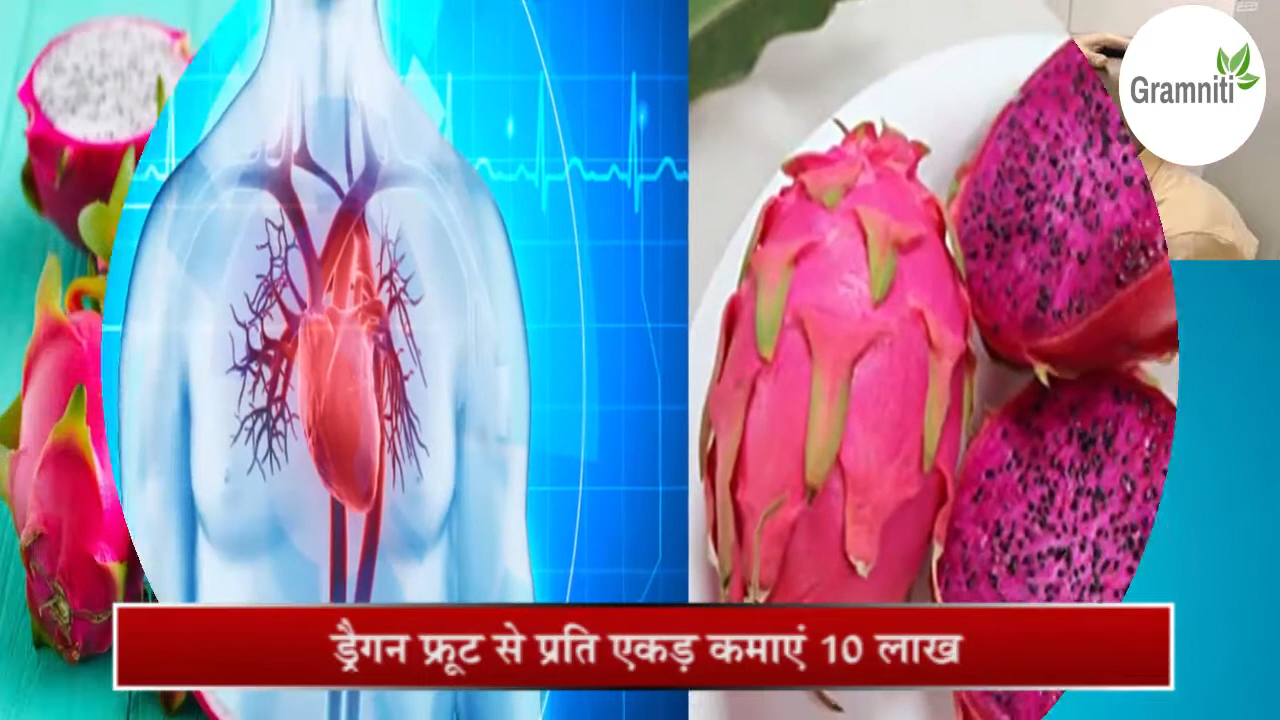 Gramniti
ड्रैगन फ्रूट से प्रति एकड़ कमाएं 10 लाख